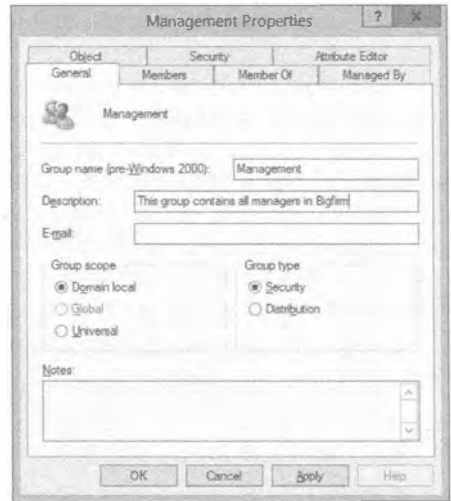 Management Properties
?
Object Security Attribute Editor
General Members Member Of Managed By
Management
Group name (pre-Windows 2000): Management
Description: This group contains all managers in Bigfirm
E-mail:
Group scope Group type
Domain local Security
Global Distribution
Universal
Notes:
OK Cancel Apply Help